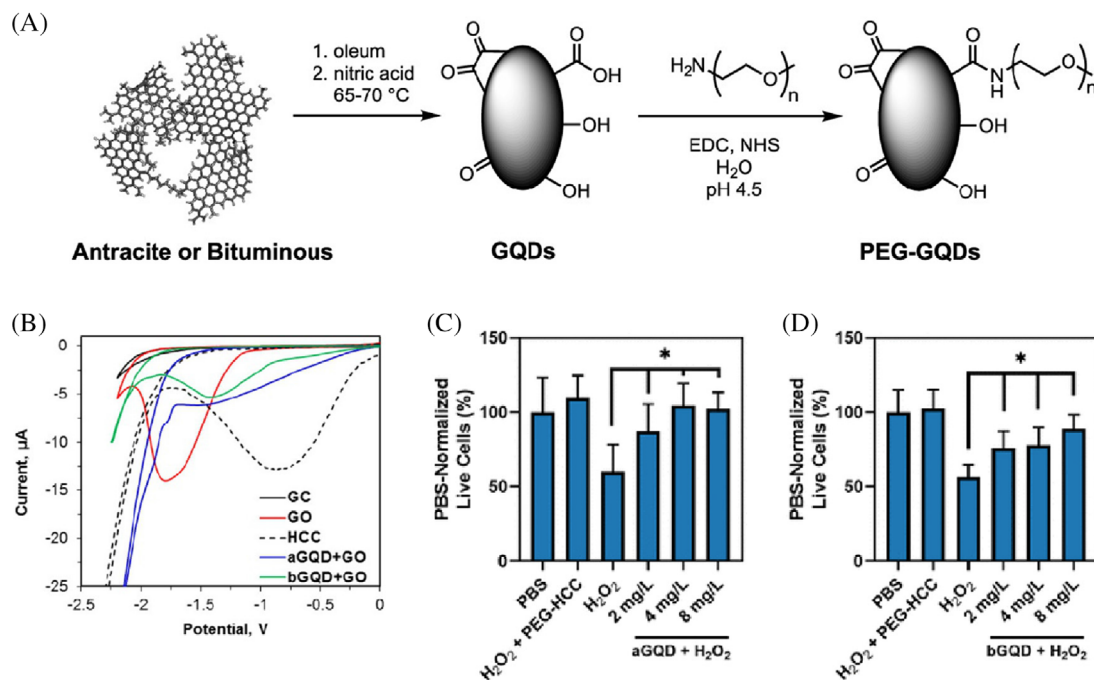 (A)
1. oleum
2. nitric acid
65-70 °C
O
O
O
OH
OH
O
OH
H₂N
O
n
EDC, NHS
H₂O
pH 4.5
O
O
O
N
H
O
n
OH
O
OH
Antracite or Bituminous
GQDs
PEG-GQDs
(B)
0
-5
-10
-15
-20
-25
Current, µA
GC
GO
HCC
aGQD+GO
bGQD+GO
-2.5
-2
-1.5
-1
-0.5
0
Potential, V
(C)
PBS-Normalized
Live Cells (%)
150
100
50
0
*
PBS
H₂O₂ + PEG-HCC
H₂O₂
2 mg/L
4 mg/L
8 mg/L
aGQD + H₂O₂
(D)
PBS-Normalized
Live Cells (%)
150
100
50
0
*
PBS
H₂O₂ + PEG-HCC
H₂O₂
2 mg/L
4 mg/L
8 mg/L
bGQD + H₂O₂